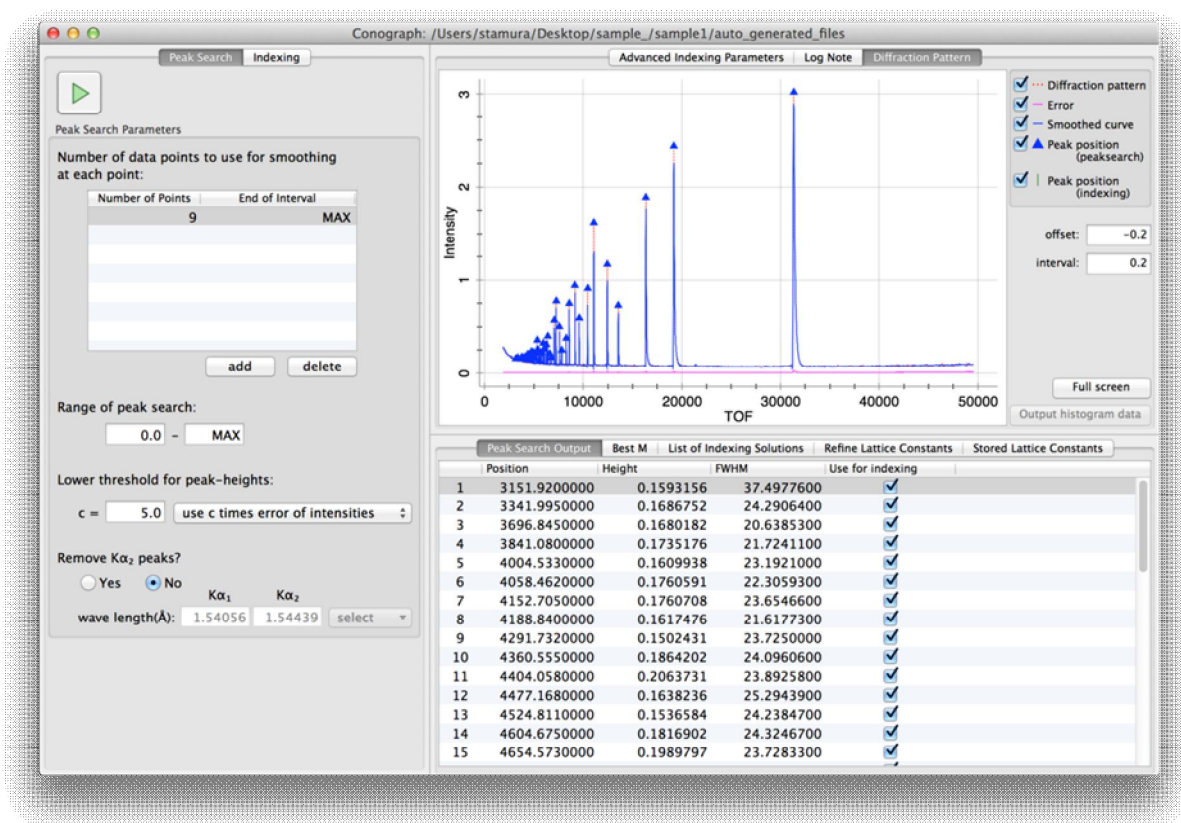 Conograph: /Users/stamura/Desktop/sample_/sample1/auto_generated_files
Peak Search Indexing
Peak Search Parameters
Number of data points to use for smoothing
at each point:
Number of Points End of Interval
9 MAX
add delete
Range of peak search:
0.0 – MAX
Lower threshold for peak-heights:
c = 5.0 use c times error of intensities
Remove Kα₂ peaks?
Yes No
Kα₁ Kα₂
wave length(Å): 1.54056 1.54439 select
Advanced Indexing Parameters Log Note Diffraction Pattern
3
2
1
0
Intensity
0 10000 20000 30000 40000 50000
TOF
Diffraction pattern
Error
Smoothed curve
Peak position
(peaksearch)
Peak position
(indexing)
offset: -0.2
interval: 0.2
Full screen
Output histogram data
Peak Search Output Best M List of Indexing Solutions Refine Lattice Constants Stored Lattice Constants
Position Height FWHM Use for indexing
1 3151.9200000 0.1593156 37.4977600
2 3341.9950000 0.1686752 24.2906400
3 3696.8450000 0.1680182 20.6385300
4 3841.0800000 0.1735176 21.7241100
5 4004.5330000 0.1609938 23.1921000
6 4058.4620000 0.1760591 22.3059300
7 4152.7050000 0.1760708 23.6546600
8 4188.8400000 0.1617476 21.6177300
9 4291.7320000 0.1502431 23.7250000
10 4360.5550000 0.1864202 24.0960600
11 4404.0580000 0.2063731 23.8925800
12 4477.1680000 0.1638236 25.2943900
13 4524.8110000 0.1536584 24.2384700
14 4604.6750000 0.1816902 24.3246700
15 4654.5730000 0.1989797 23.7283300